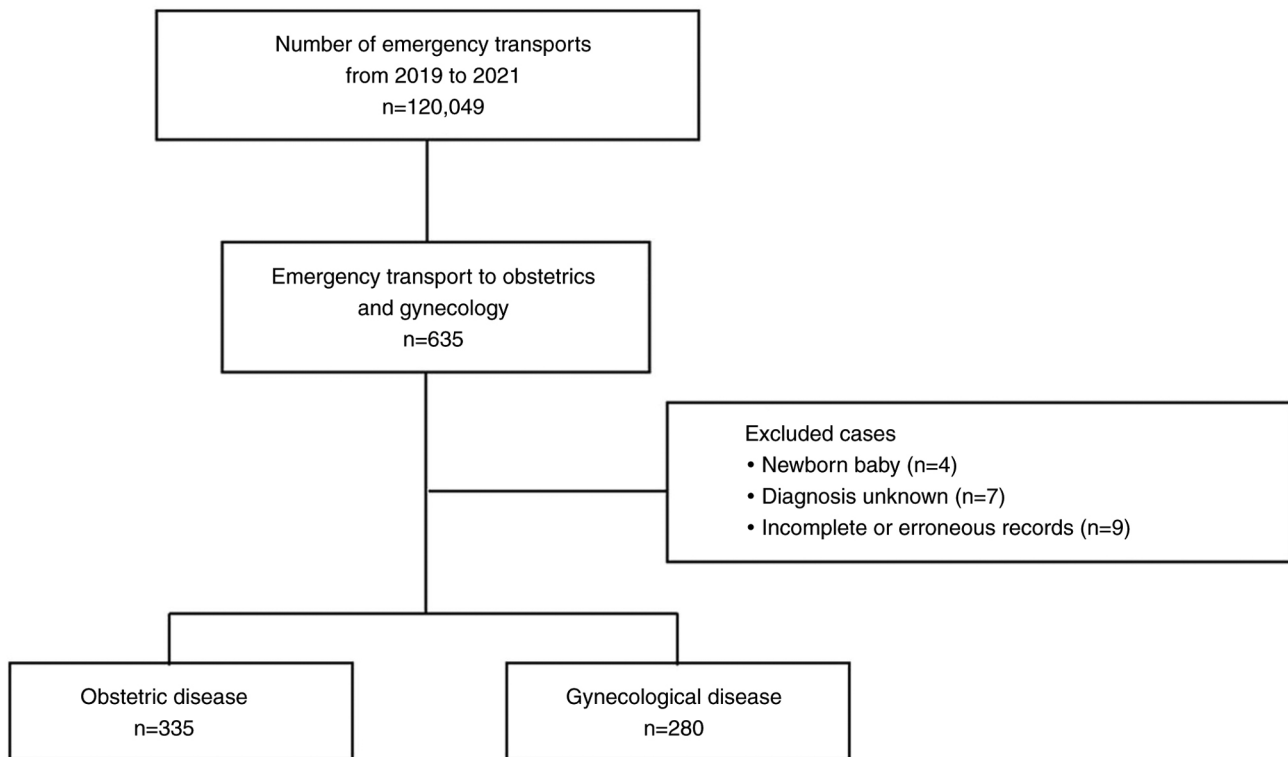 Number of emergency transports
from 2019 to 2021
n=120,049
Emergency transport to obstetrics
and gynecology
n=635
Excluded cases
• Newborn baby (n=4)
• Diagnosis unknown (n=7)
• Incomplete or erroneous records (n=9)
Obstetric disease
n=335
Gynecological disease
n=280